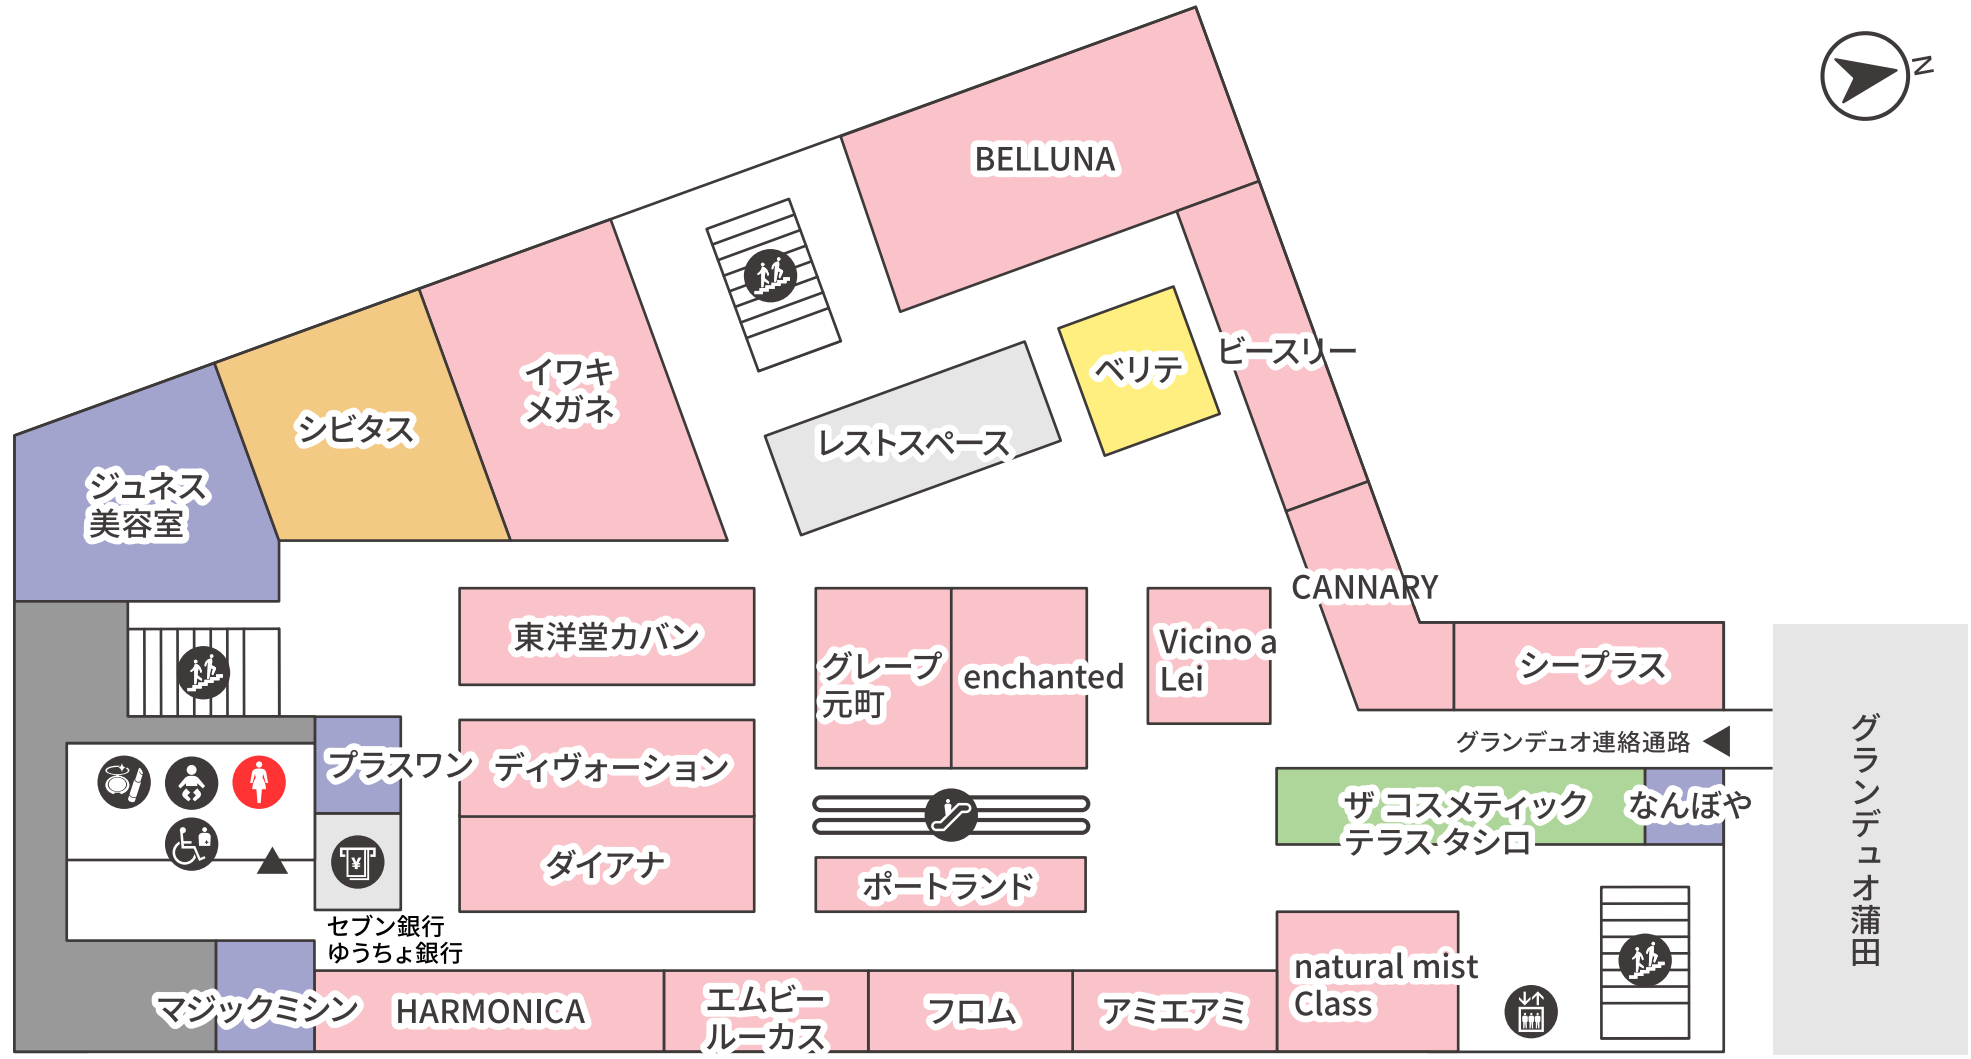 N
BELLUNA
イワキ
メガネ
シビタス
ジュネス
美容室
レストスペース
ベリテ
ビースリー
CANNARY
シープラス
東洋堂カバン
グレープ
元町
enchanted
Vicino a
Lei
グランデュオ連絡通路
グランデュオ蒲田
プラスワン
ディヴォーション
ダイアナ
ポートランド
ザ コスメティック
テラス タシロ
なんぼや
¥
セブン銀行
ゆうちょ銀行
マジックミシン
HARMONICA
エムビー
ルーカス
フロム
アミエアミ
natural mist
Class